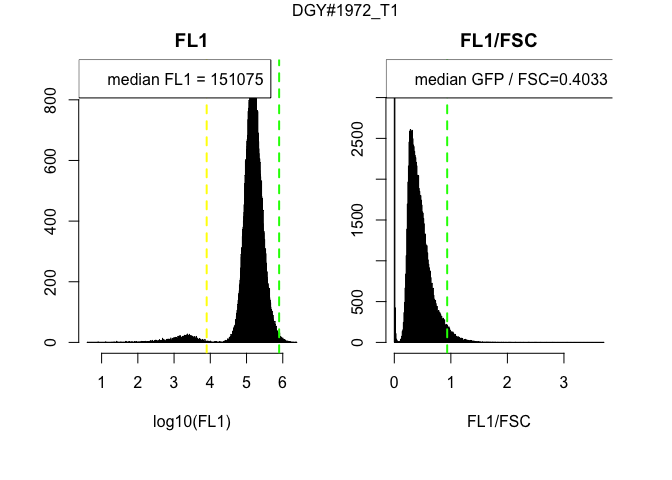 DGY#1972_T1
FL1
FL1/FSC
median FL1 = 151075
median GFP / FSC=0.4033
800
600
400
200
0
2500
1500
500
0
1 2 3 4 5 6
0 1 2 3
log10(FL1)
FL1/FSC